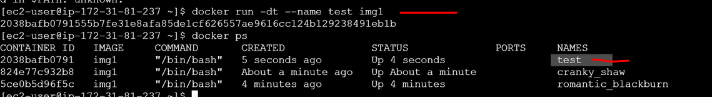 [ec2-user@ip-172-31-81-237 ~]$ docker run -dt --name test img1
2038bafb0791555b7fe31e8afa85de1cf626557ae9616cc124b129238491eb1b
[ec2-user@ip-172-31-81-237 ~]$ docker ps
CONTAINER ID IMAGE COMMAND CREATED STATUS PORTS NAMES
2038bafb0791 img1 "/bin/bash" 5 seconds ago Up 4 seconds test
824e77c932b8 img1 "/bin/bash" About a minute ago Up About a minute cranky_shaw
5ce0b5d96f5c img1 "/bin/bash" 4 minutes ago Up 4 minutes romantic_blackburn
[ec2-user@ip-172-31-81-237 ~]$